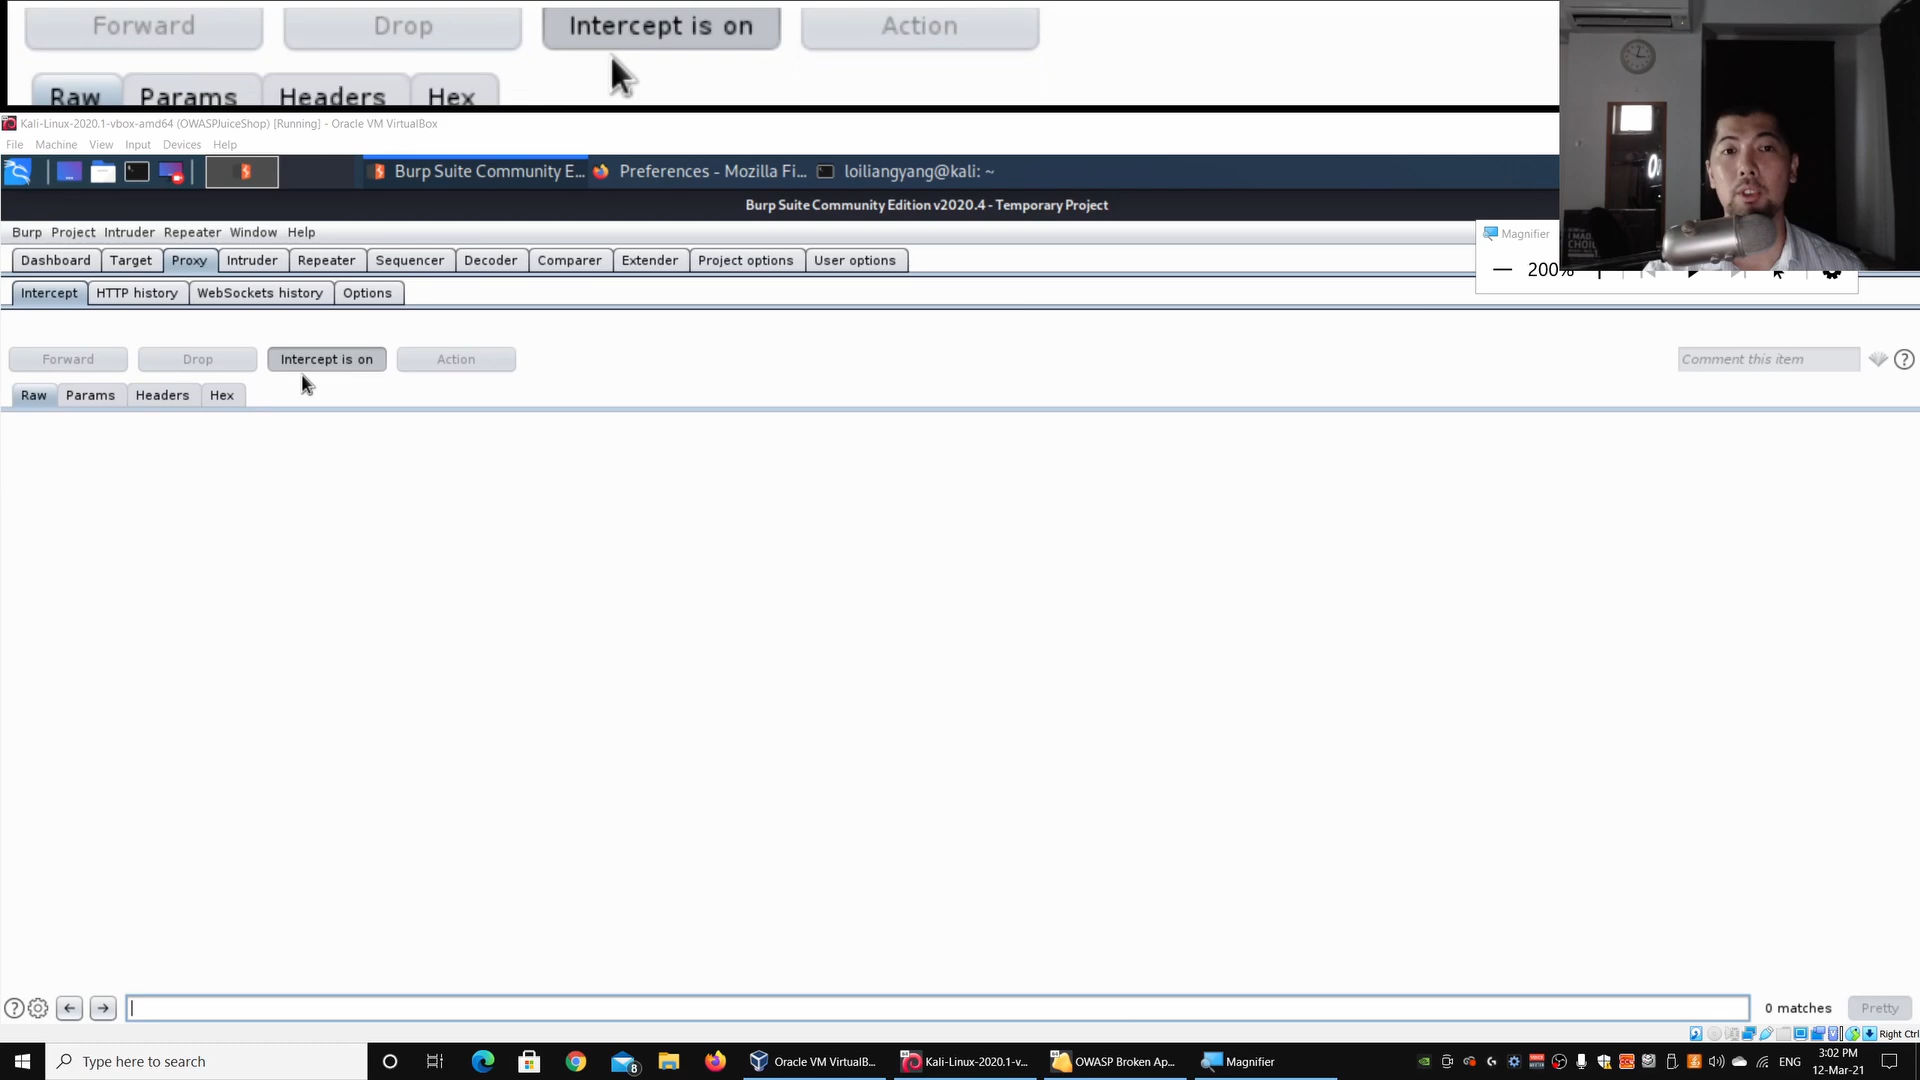 Forward Drop Intercept is on Action
Raw Params Headers Hex
Kali-Linux-2020.1-vbox-amd64 (OWASPJuiceShop) [Running] - Oracle VM VirtualBox
File Machine View Input Devices Help
Burp Suite Community E... Preferences - Mozilla Fi... loiliangyang@kali: ~
Burp Suite Community Edition v2020.4 - Temporary Project
Burp Project Intruder Repeater Window Help
Magnifier
Dashboard Target Proxy Intruder Repeater Sequencer Decoder Comparer Extender Project options User options
200%
Intercept HTTP history WebSockets history Options
Forward Drop Intercept is on Action Comment this item
Raw Params Headers Hex
0 matches Pretty
Right Ctrl
Type here to search
8
Oracle VM VirtualB...
Kali-Linux-2020.1-v...
OWASP Broken Ap...
Magnifier
ENG
3:02 PM
12-Mar-21